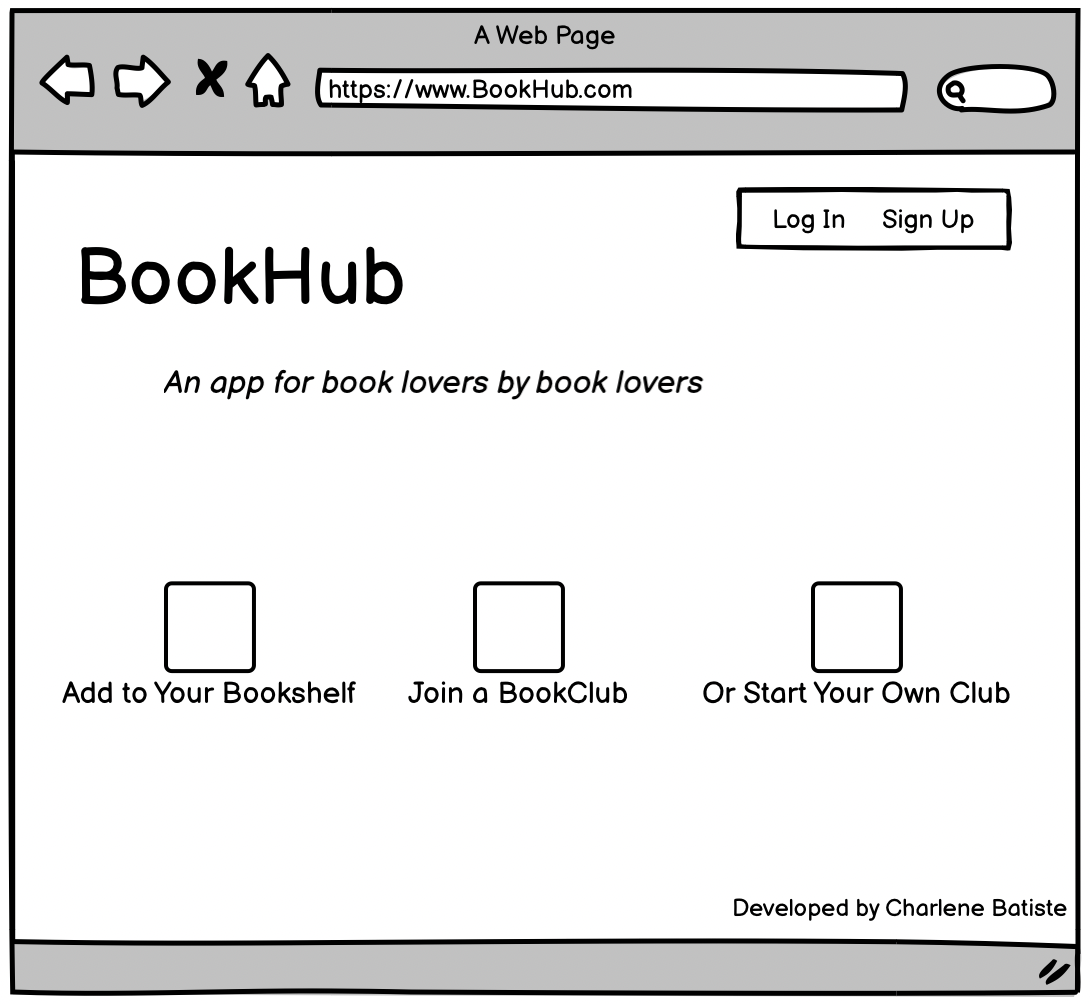 A Web Page
https://www.BookHub.com
Log In Sign Up
BookHub
An app for book lovers by book lovers
Add to Your Bookshelf Join a BookClub Or Start Your Own Club
Developed by Charlene Batiste